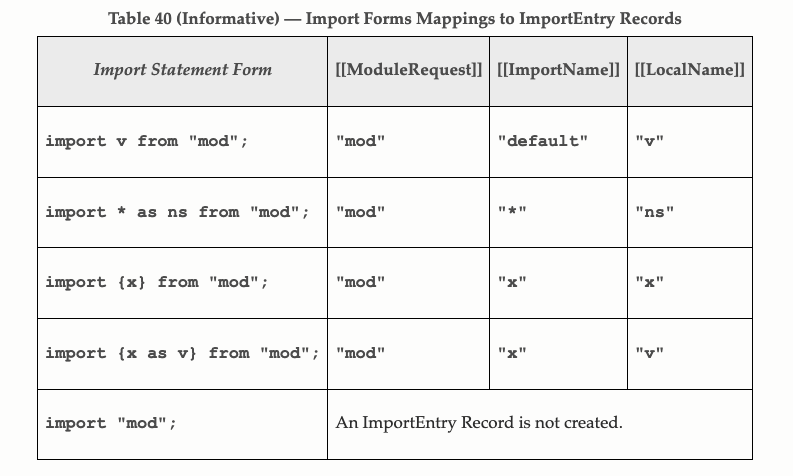 Table 40 (Informative) — Import Forms Mappings to ImportEntry Records
Import Statement Form [[ModuleRequest]] [[ImportName]] [[LocalName]]
import v from "mod"; "mod" "default" "v"
import * as ns from "mod"; "mod" "*" "ns"
import {x} from "mod"; "mod" "x" "x"
import {x as v} from "mod"; "mod" "x" "v"
import "mod"; An ImportEntry Record is not created.